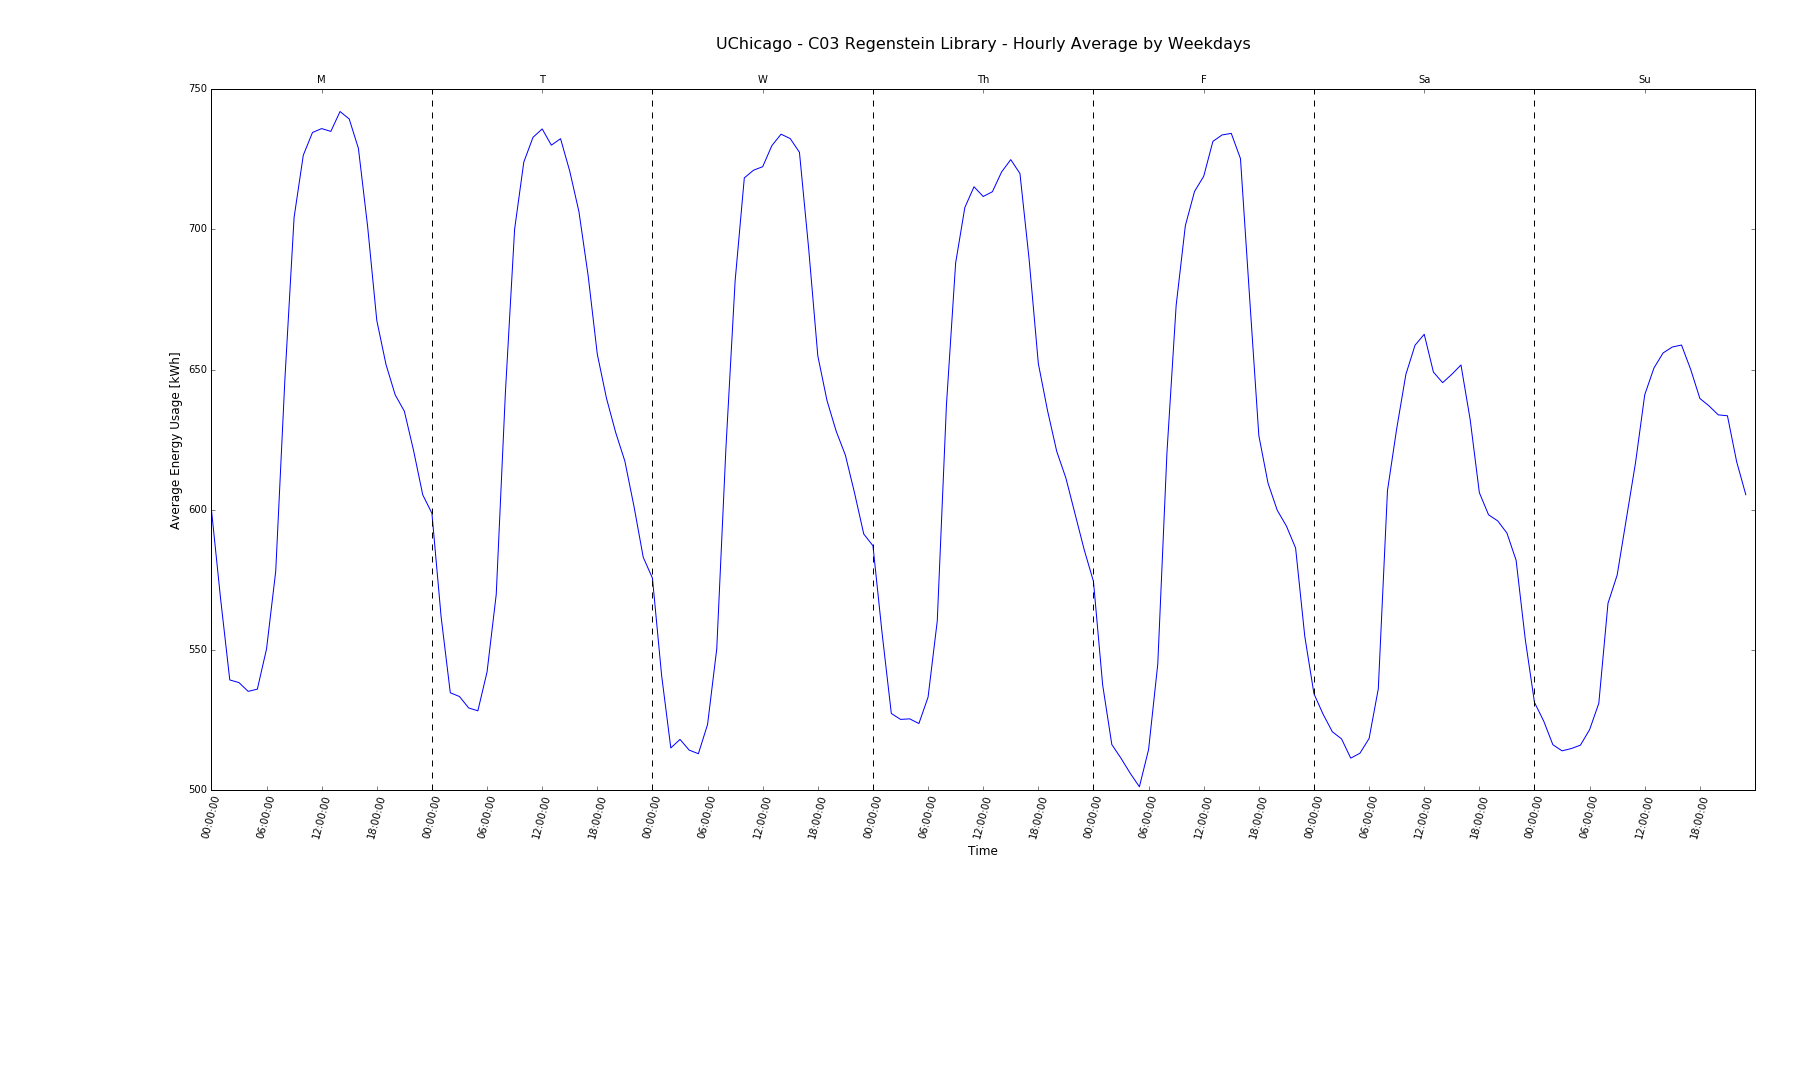 UChicago - C03 Regenstein Library - Hourly Average by Weekdays
M T W Th F Sa Su
750
700
650
600
550
500
Average Energy Usage [kWh]
00:00:00 06:00:00 12:00:00 18:00:00 00:00:00 06:00:00 12:00:00 18:00:00 00:00:00 06:00:00 12:00:00 18:00:00 00:00:00 06:00:00 12:00:00 18:00:00 00:00:00 06:00:00 12:00:00 18:00:00 00:00:00 06:00:00 12:00:00 18:00:00 00:00:00 06:00:00 12:00:00 18:00:00
Time